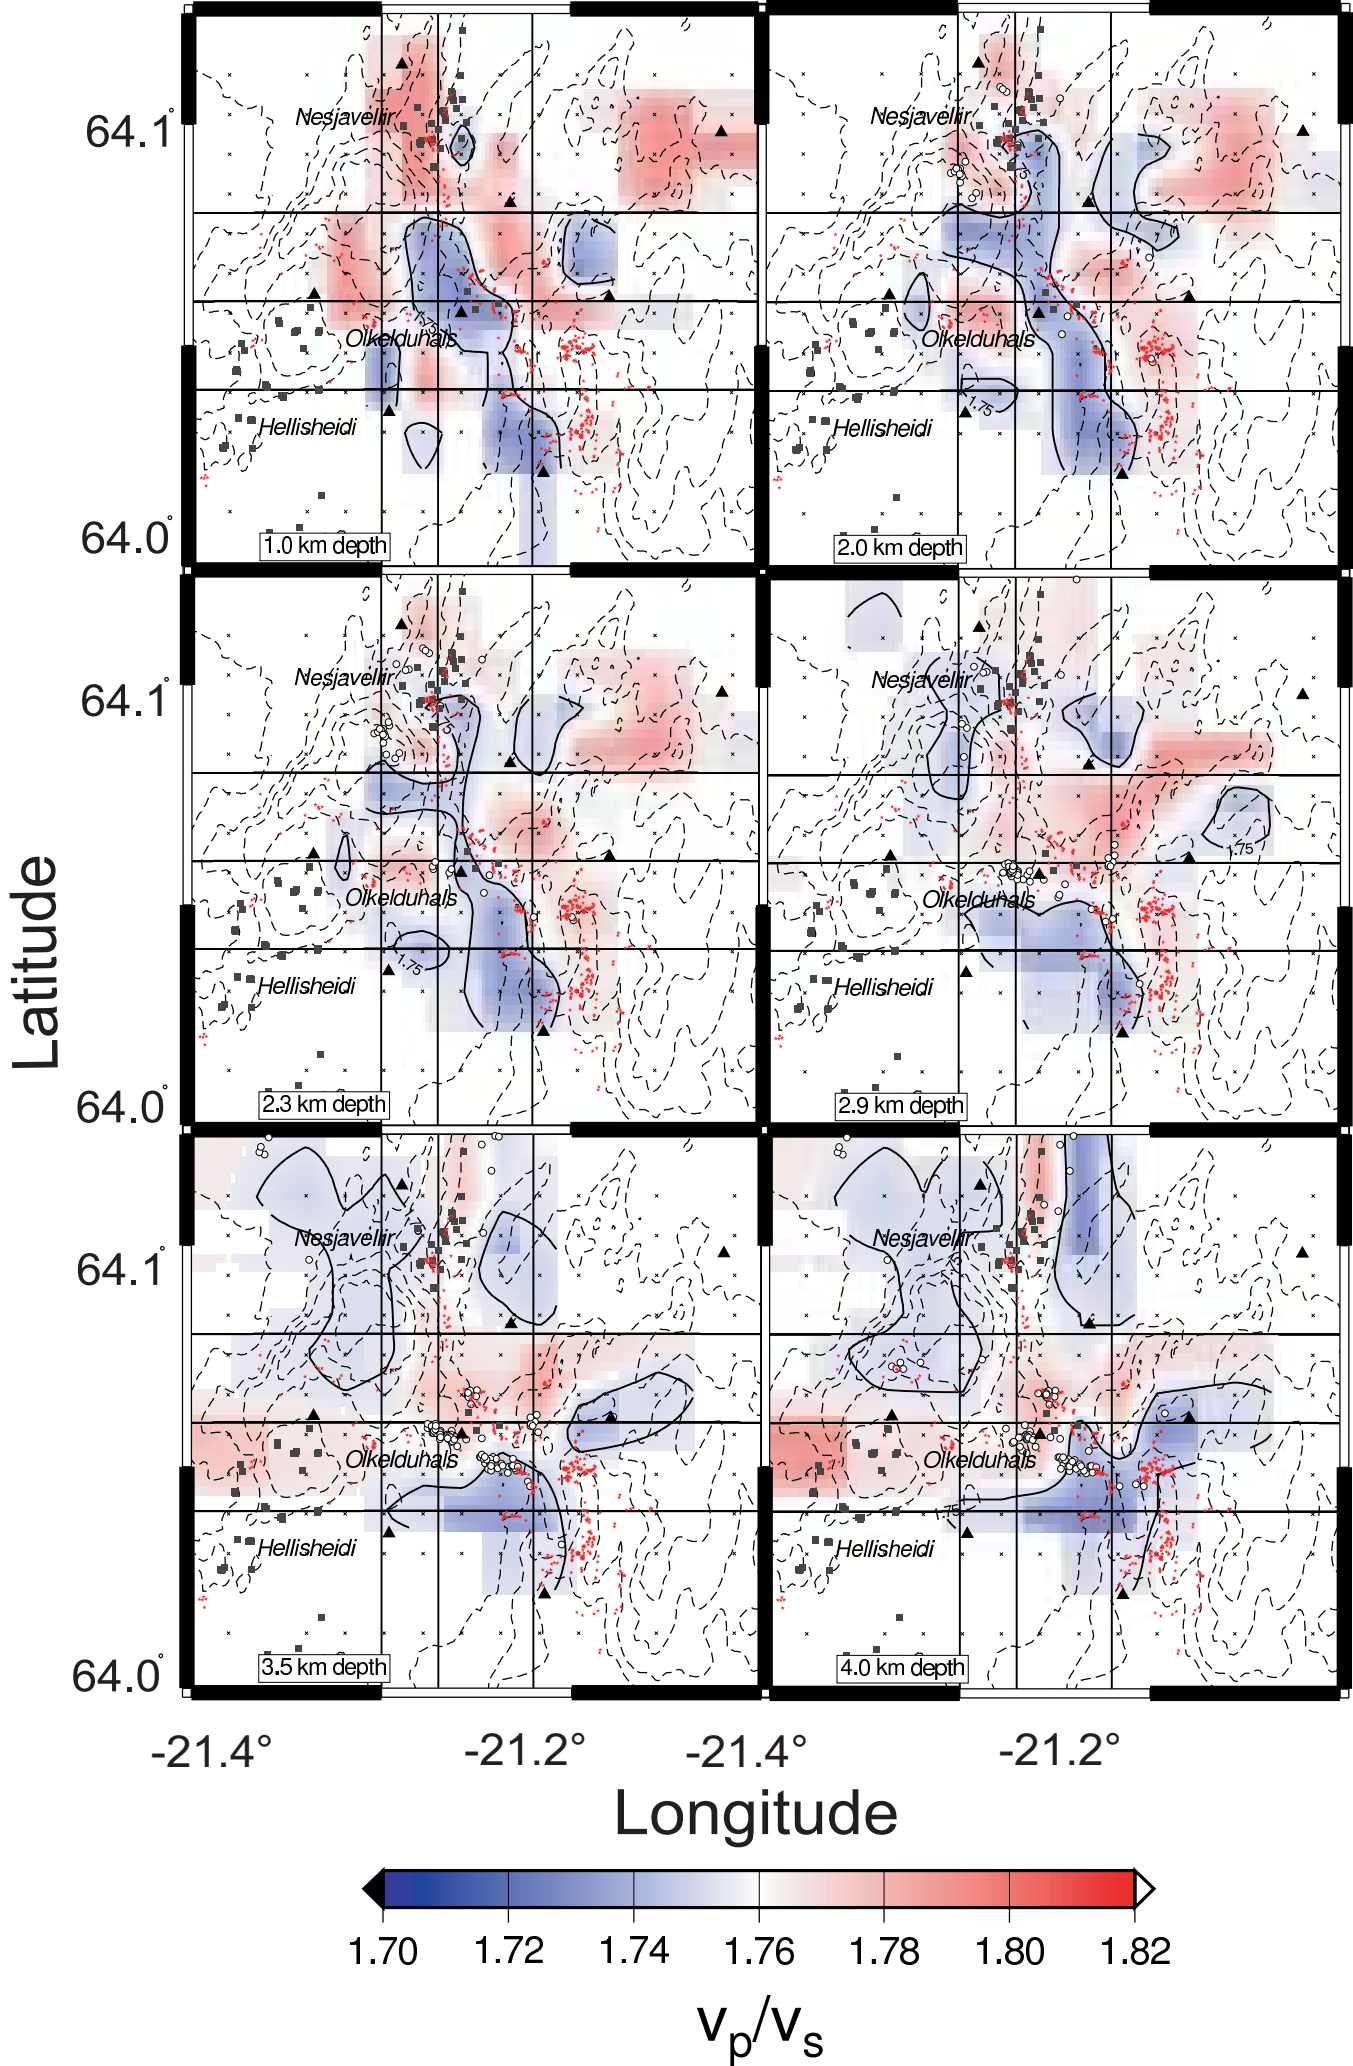 64.1°
Nesjavellir
Olkelduhals
Hellisheidi
64.0°
1.0 km depth
Nesjavellir
Olkelduhals
1.75
Hellisheidi
2.0 km depth
64.1°
Nesjavellir
Olkelduhals
1.75
Hellisheidi
64.0°
2.3 km depth
Nesjavellir
1.75
Olkelduhals
Hellisheidi
2.9 km depth
64.1°
Nesjavellir
Olkelduhals
Hellisheidi
64.0°
3.5 km depth
Nesjavellir
Olkelduhals
Hellisheidi
4.0 km depth
Latitude
-21.4° -21.2° -21.4° -21.2°
Longitude
1.70 1.72 1.74 1.76 1.78 1.80 1.82
vp/vs